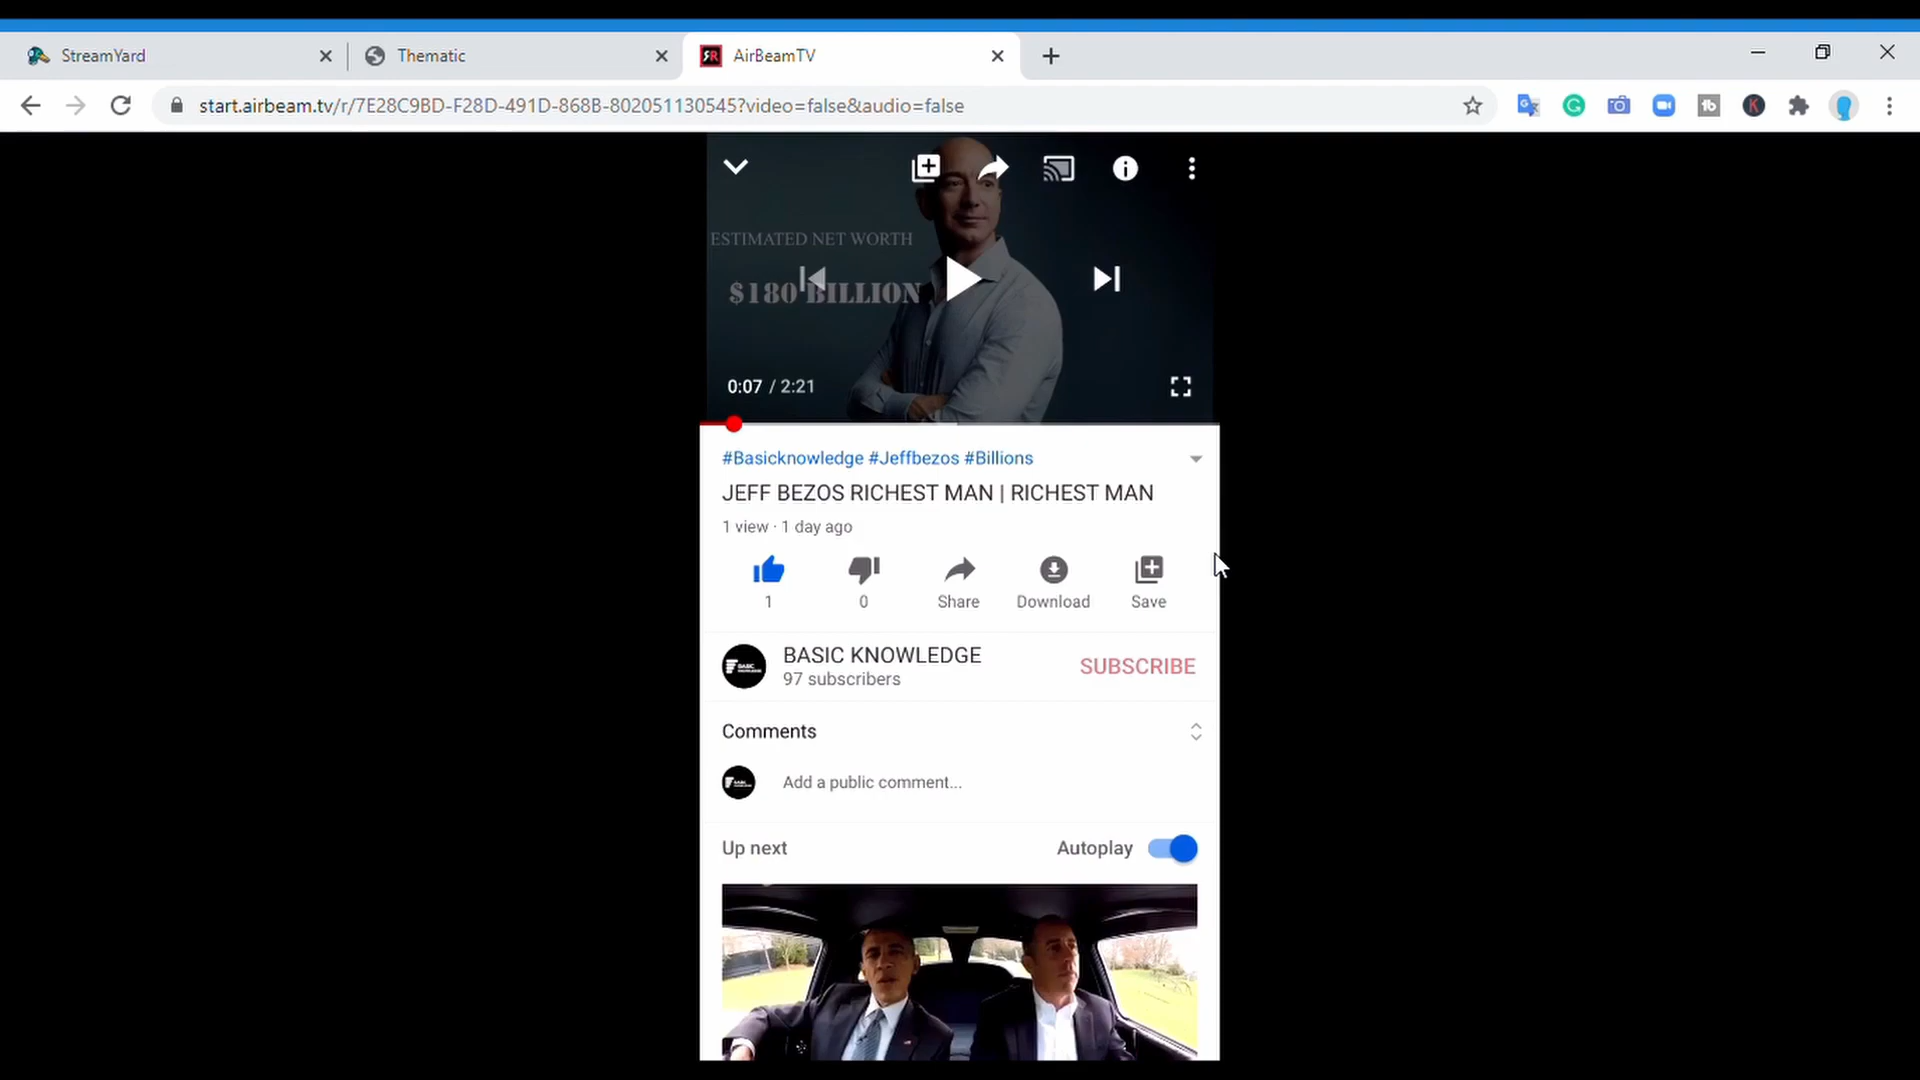 StreamYard
Thematic
AirBeamTV
start.airbeam.tv/r/7E28C9BD-F28D-491D-868B-802051130545?video=false&audio=false
ESTIMATED NET WORTH
$180 BILLION
0:07 / 2:21
#Basicknowledge #Jeffbezos #Billions
JEFF BEZOS RICHEST MAN | RICHEST MAN
1 view · 1 day ago
1
0
Share
Download
Save
BASIC KNOWLEDGE
SUBSCRIBE
97 subscribers
Comments
Add a public comment...
Up next
Autoplay